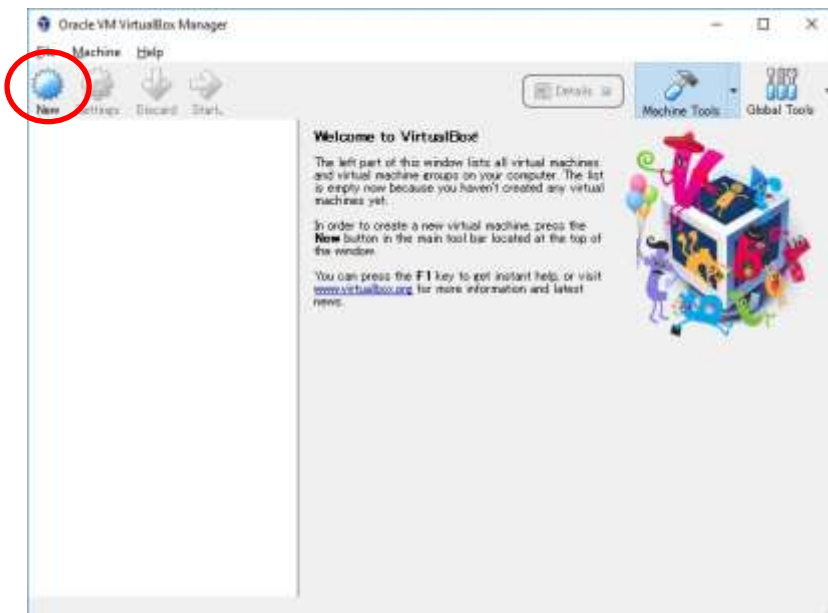 Oracle VM VirtualBox Manager
File Machine Help
New Settings Discard Start
Details
Machine Tools
Global Tools
Welcome to VirtualBox!
The left part of this window lists all virtual machines
and virtual machine groups on your computer. The list
is empty now because you haven't created any virtual
machines yet.
In order to create a new virtual machine, press the
New button in the main tool bar located at the top of
the window.
You can press the F1 key to get instant help, or visit
www.virtualbox.org for more information and latest
news.